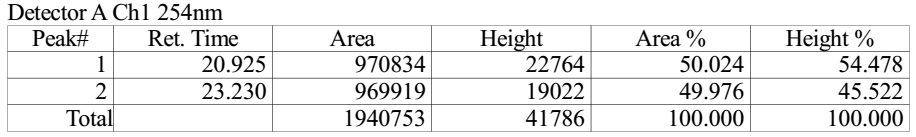 Detector A Ch1 254nm
Peak# Ret. Time Area Height Area % Height %
1 20.925 970834 22764 50.024 54.478
2 23.230 969919 19022 49.976 45.522
Total 1940753 41786 100.000 100.000